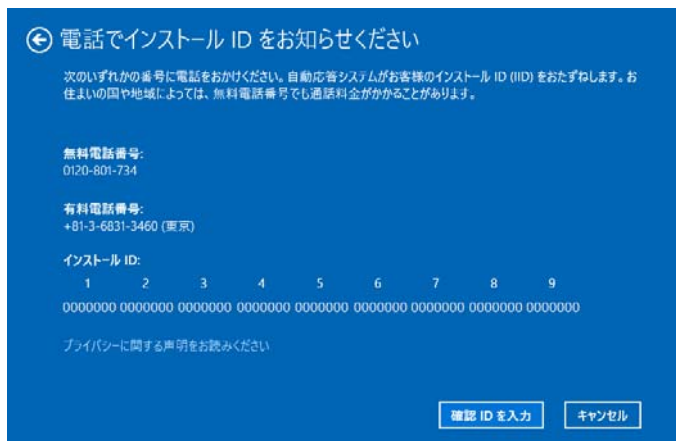 電話でインストール ID をお知らせください
次のいずれかの番号に電話をおかけください。自動応答システムがお客様のインストール ID (IID) をおたずねします。お
住まいの国や地域によっては、無料電話番号でも通話料金がかかることがあります。
無料電話番号:
0120-801-734
有料電話番号:
+81-3-6831-3460 (東京)
インストール ID:
1 2 3 4 5 6 7 8 9
0000000 0000000 0000000 0000000 0000000 0000000 0000000 0000000 0000000
プライバシーに関する声明をお読みください
確認 ID を入力 キャンセル